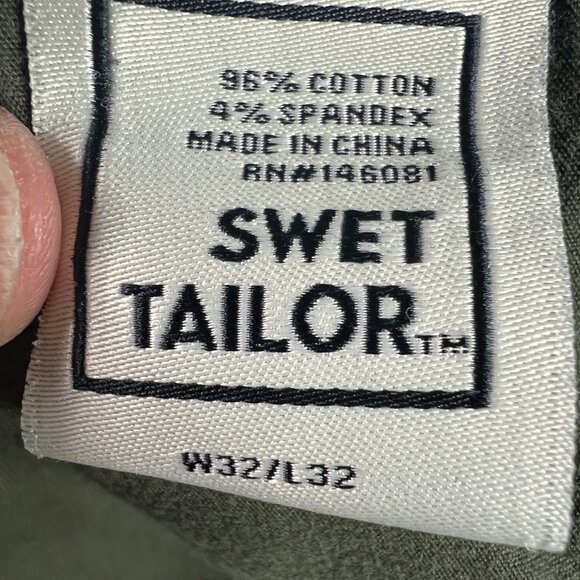 96% COTTON
4% SPANDEX
MADE IN CHINA
RN#146081
SWET
TAILOR™
W32/L32